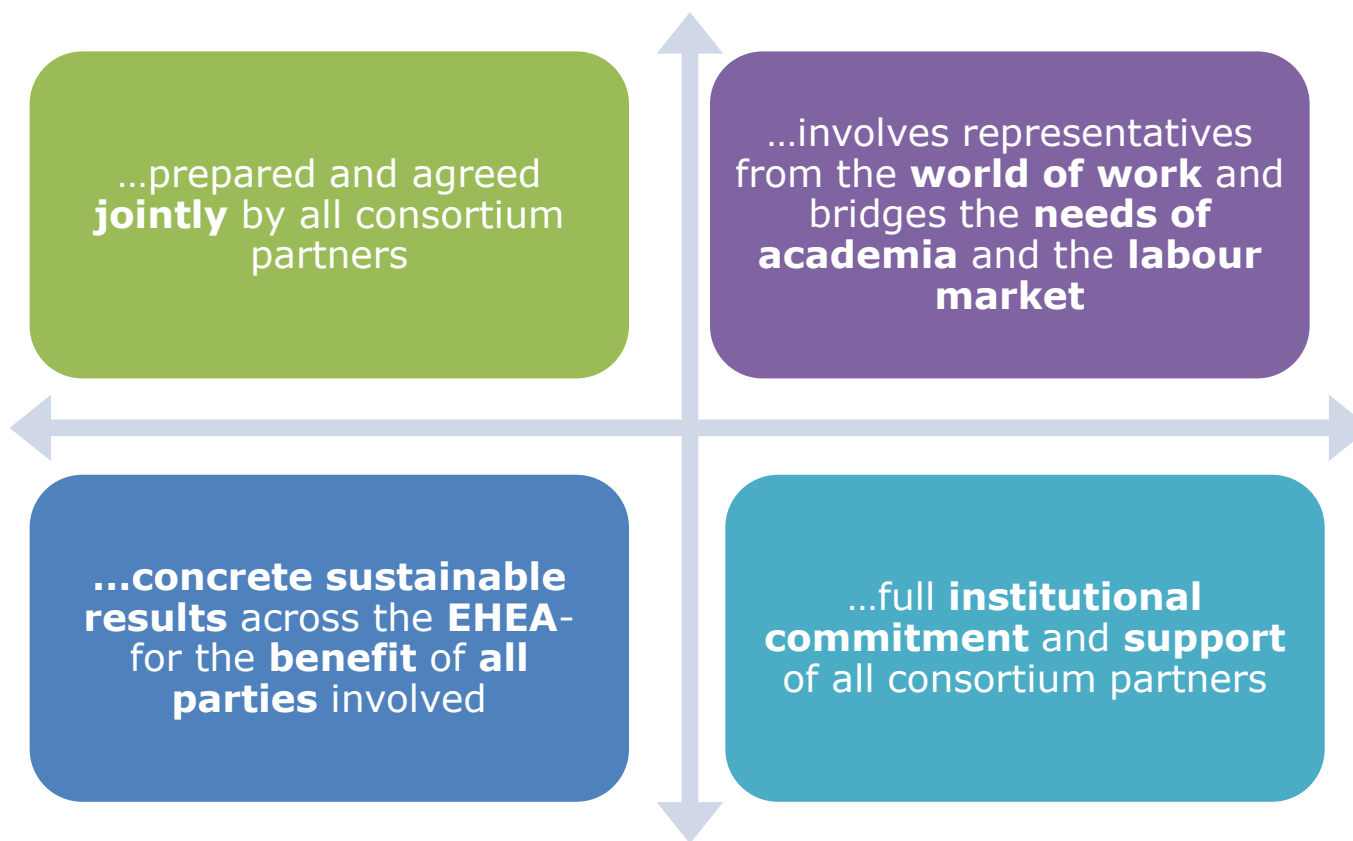 …prepared and agreed
jointly by all consortium
partners
…involves representatives
from the world of work and
bridges the needs of
academia and the labour
market
…concrete sustainable
results across the EHEA-
for the benefit of all
parties involved
…full institutional
commitment and support
of all consortium partners